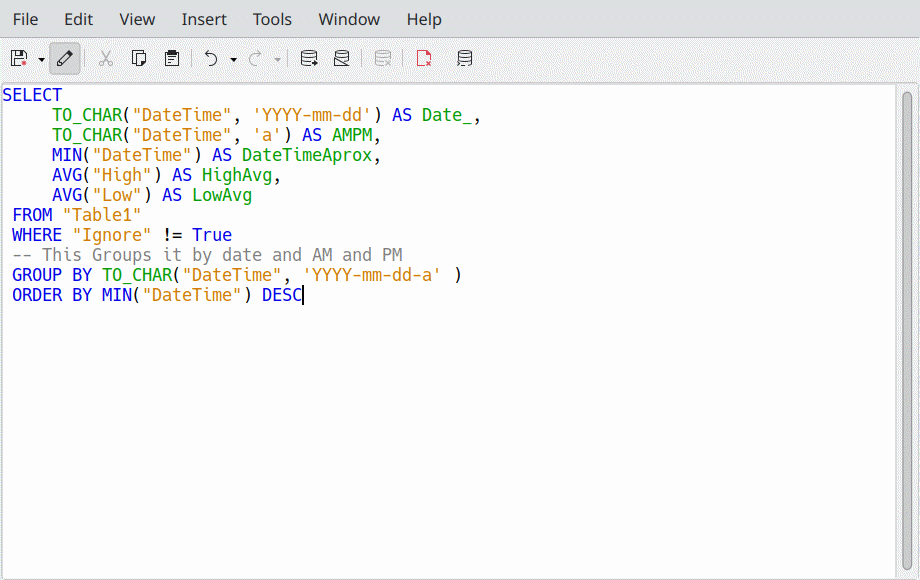 File Edit View Insert Tools Window Help
SELECT
TO_CHAR("DateTime", 'YYYY-mm-dd') AS Date_,
TO_CHAR("DateTime", 'a') AS AMPM,
MIN("DateTime") AS DateTimeAprox,
AVG("High") AS HighAvg,
AVG("Low") AS LowAvg
FROM "Table1"
WHERE "Ignore" != True
-- This Groups it by date and AM and PM
GROUP BY TO_CHAR("DateTime", 'YYYY-mm-dd-a' )
ORDER BY MIN("DateTime") DESC